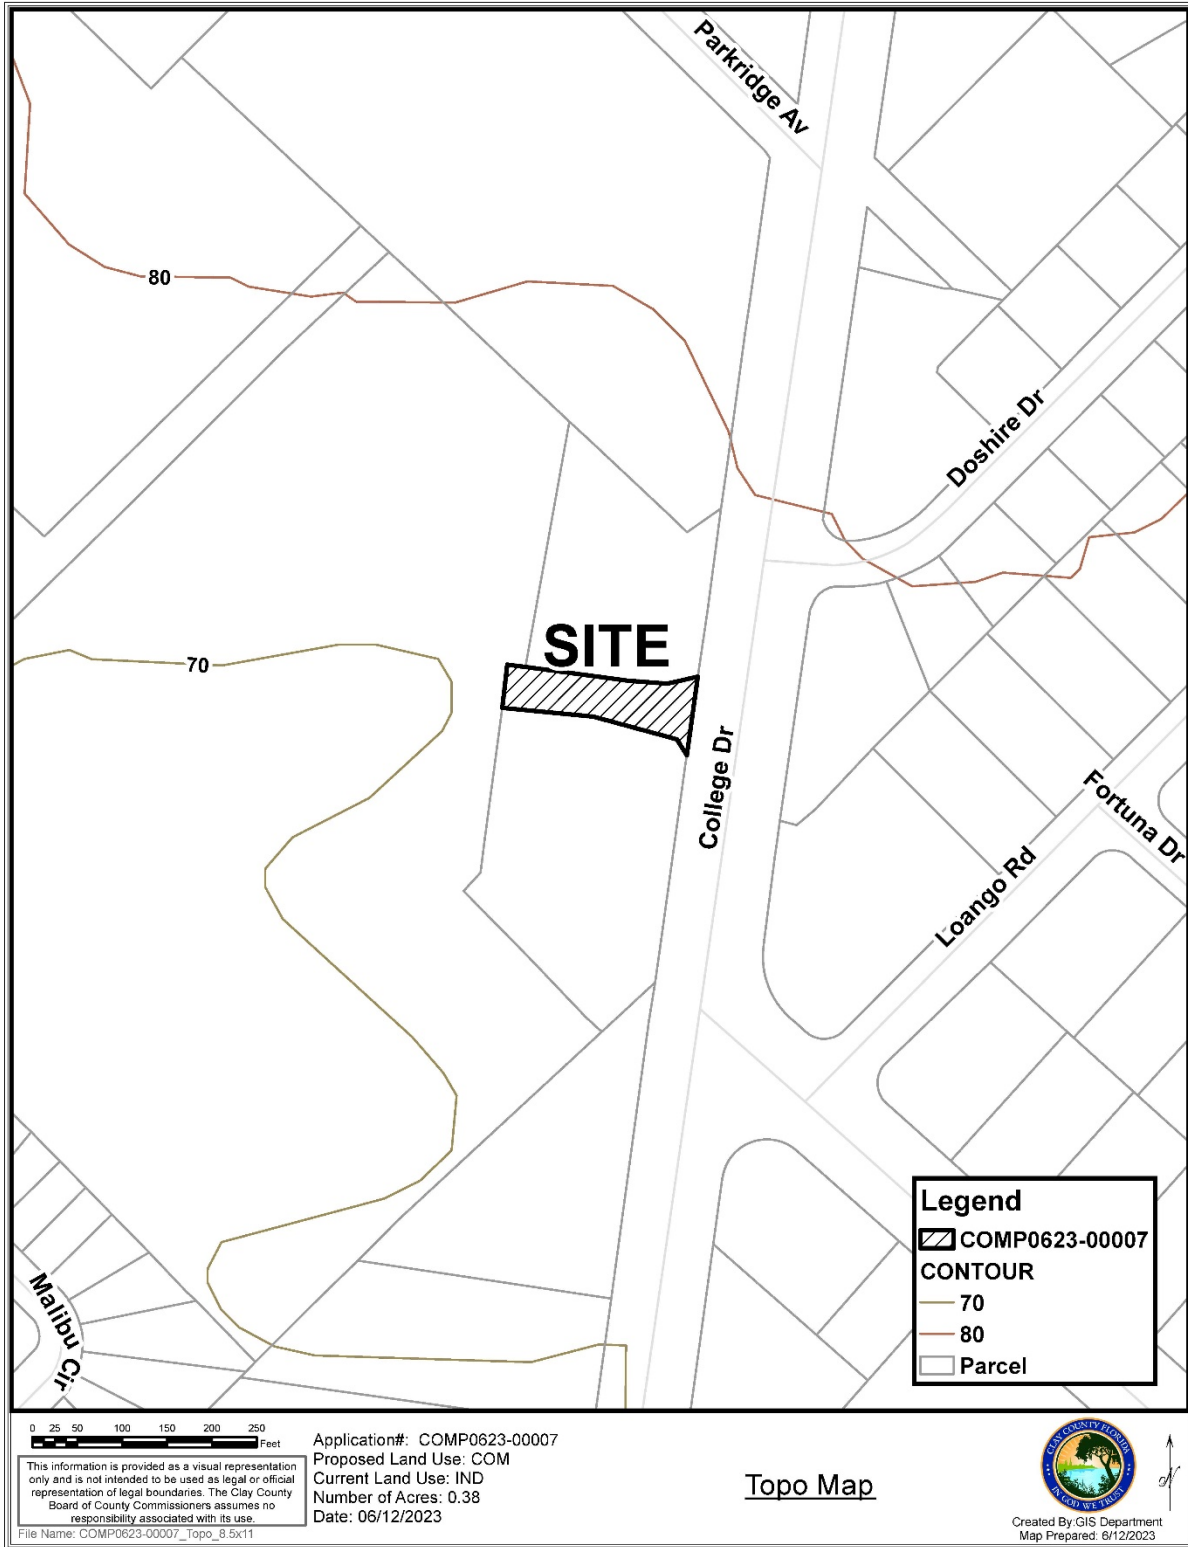 Parkridge Av
80
Doshire Dr
SITE
70
College Dr
Fortuna Dr
Loango Rd
Malibu Cir
Legend
COMP0623-00007
CONTOUR
70
80
Parcel
0 25 50 100 150 200 250
Feet
This information is provided as a visual representation
only and is not intended to be used as legal or official
representation of legal boundaries. The Clay County
Board of County Commissioners assumes no
responsibility associated with its use.
File Name: COMP0623-00007_Topo_8.5x11
Application#: COMP0623-00007
Proposed Land Use: COM
Current Land Use: IND
Number of Acres: 0.38
Date: 06/12/2023
Topo Map
CLAY COUNTY FLORIDA
IN GOD WE TRUST
N
Created By:GIS Department
Map Prepared: 6/12/2023